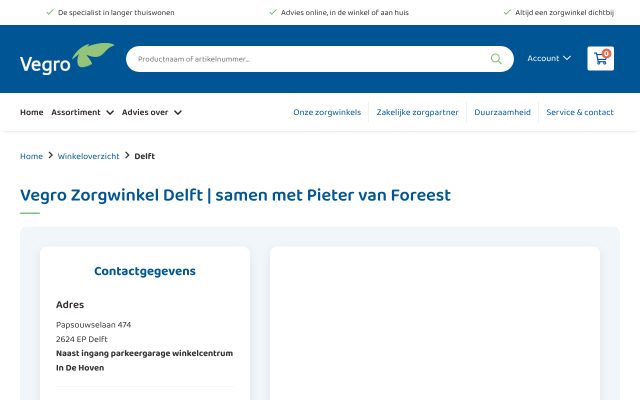 De specialist in langer thuiswonen
Advies online, in de winkel of aan huis
Altijd een zorgwinkel dichtbij
Vegro
Productnaam of artikelnummer...
Account
0
Home
Assortiment
Advies over
Onze zorgwinkels
Zakelijke zorgpartner
Duurzaamheid
Service & contact
Home
Winkeloverzicht
Delft
Vegro Zorgwinkel Delft | samen met Pieter van Foreest
Contactgegevens
Adres
Papsouwselaan 474
2624 EP Delft
Naast ingang parkeergarage winkelcentrum
In De Hoven